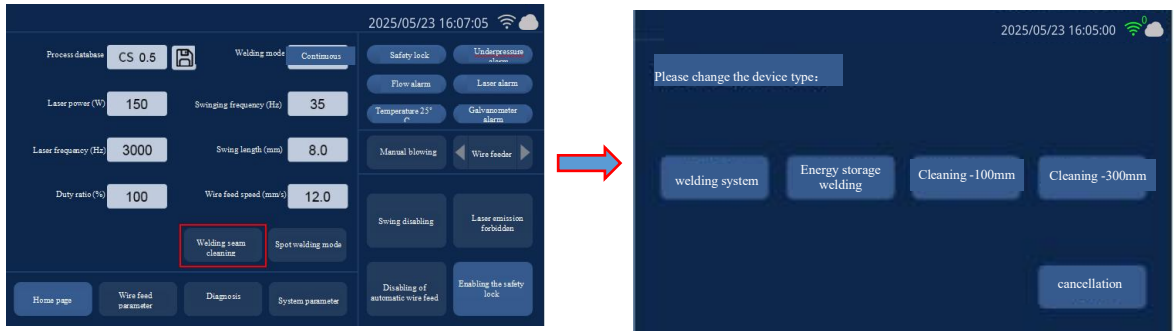 2025/05/23 16:07:05
Process database
CS 0.5
Welding mode
Continuous
Safety lock
Underpressure
alarm
Laser power (W)
150
Swinging frequency (Hz)
35
Flow alarm
Laser alarm
Temperature 25°
C
Galvanometer
alarm
Laser frequency (Hz)
3000
Swing length (mm)
8.0
Manual blowing
Wire feeder
Duty ratio (%)
100
Wire feed speed (mm/s)
12.0
Swing disabling
Laser emission
forbidden
Welding seam
cleaning
Spot welding mode
Home page
Wire feed
parameter
Diagnosis
System parameter
Disabling of
automatic wire feed
Enabling the safety
lock
2025/05/23 16:05:00
0
Please change the device type：
welding system
Energy storage
welding
Cleaning -100mm
Cleaning -300mm
cancellation